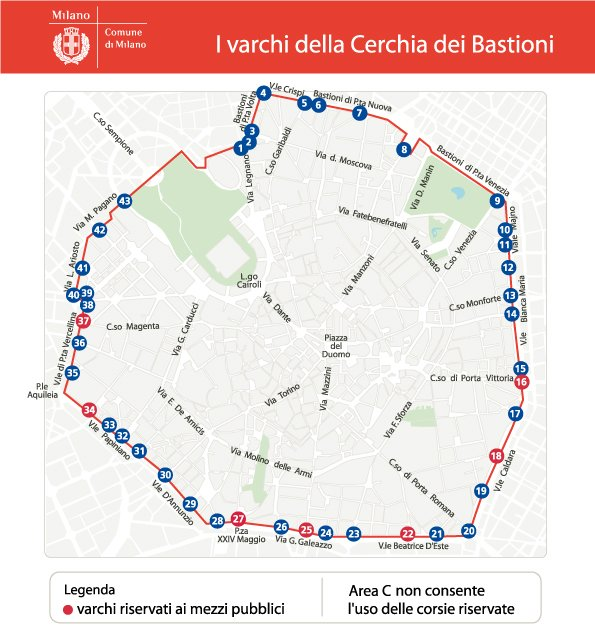 Milano
Comune
di Milano
I varchi della Cerchia dei Bastioni
V.le Crispi
Bastioni di P.ta Nuova
Bastioni
di P.ta Volta
C.so Sempione
C.so Garibaldi
Via Legnano
Via d. Moscova
Bastioni di P.ta Venezia
Via D. Manin
Via M. Pagano
Via Fatebenefratelli
Viale Majno
Via Senato
C.so Venezia
Via L. Ariosto
L.go
Cairoli
Via Manzoni
C.so Monforte
V.le Bianca Maria
Via Dante
Via G. Carducci
C.so Magenta
V.le di P.ta Vercellina
Piazza
del
Duomo
P.le
Aquileia
C.so di Porta Vittoria
Via Mazzini
Via Torino
Via E. De Amicis
Via F. Sforza
V.le Papiniano
Via Molino delle Armi
C.so di Porta Romana
V.le Caldara
V.le D'Annunzio
P.za
XXIV Maggio
Via G. Galeazzo
V.le Beatrice D'Este
1
2
3
4
5
6
7
8
9
10
11
12
13
14
15
16
17
18
19
20
21
22
23
24
25
26
27
28
29
30
31
32
33
34
35
36
37
38
39
40
41
42
43
Legenda
varchi riservati ai mezzi pubblici
Area C non consente
l'uso delle corsie riservate